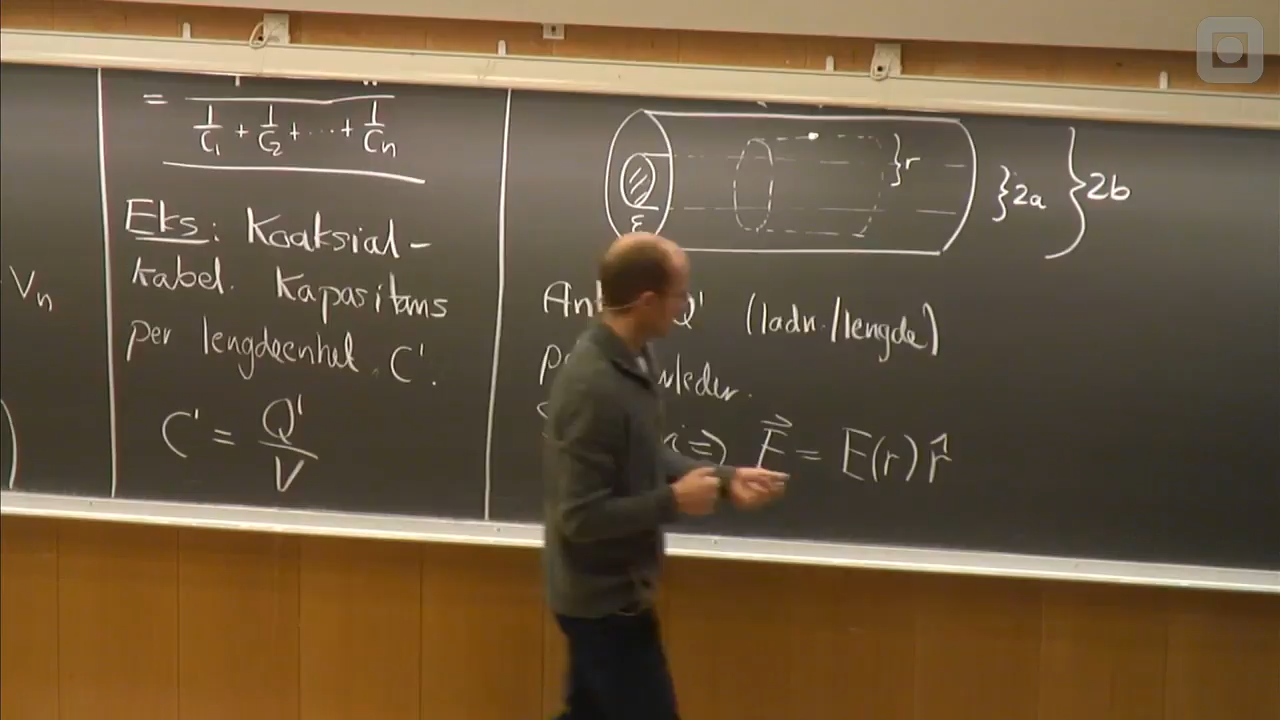 Vn
= 1/C1 + 1/C2 + ... + 1/Cn
Eks: Koaksial-
kabel. Kapasitans
per lengdeenhet, C'.
C' = Q'/V
ε
}r
}2a
}2b
Q' (ladn./lengde)
leder.
⇒ E⃗ = E(r) r̂